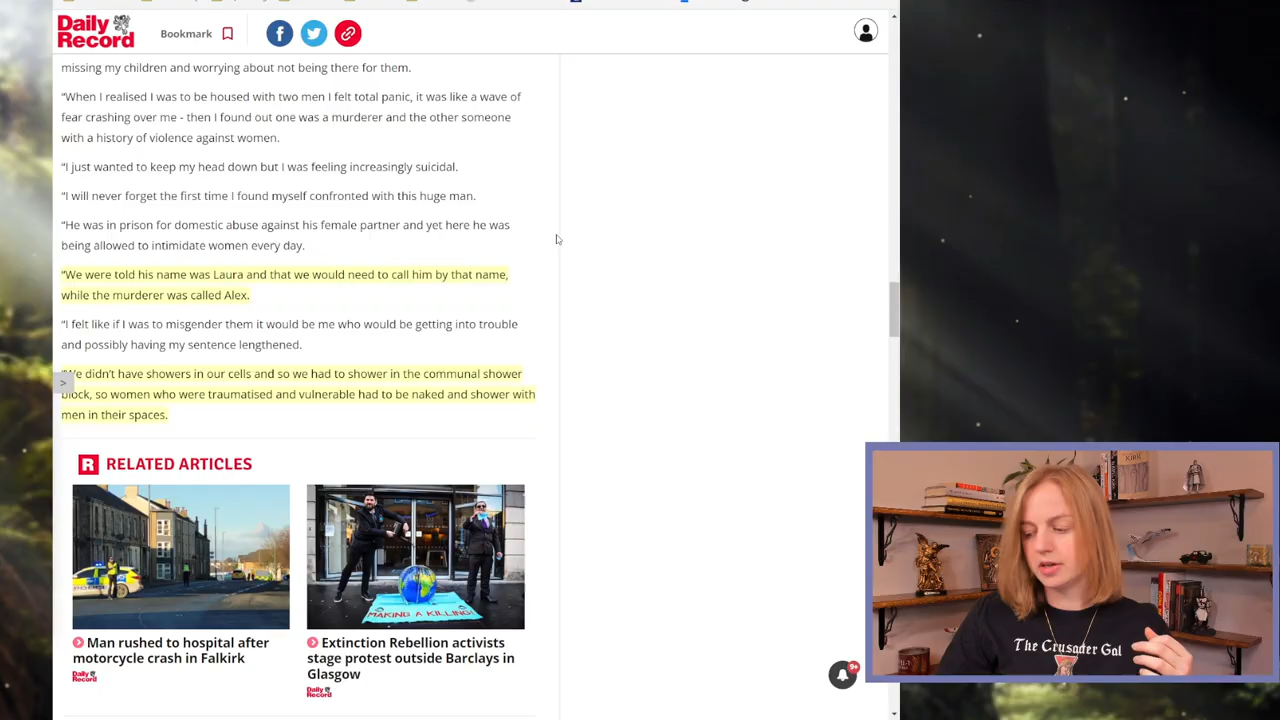 Daily
Record
Bookmark
missing my children and worrying about not being there for them.
“When I realised I was to be housed with two men I felt total panic, it was like a wave of
fear crashing over me - then I found out one was a murderer and the other someone
with a history of violence against women.
“I just wanted to keep my head down but I was feeling increasingly suicidal.
“I will never forget the first time I found myself confronted with this huge man.
“He was in prison for domestic abuse against his female partner and yet here he was
being allowed to intimidate women every day.
“We were told his name was Laura and that we would need to call him by that name,
while the murderer was called Alex.
“I felt like if I was to misgender them it would be me who would be getting into trouble
and possibly having my sentence lengthened.
“We didn’t have showers in our cells and so we had to shower in the communal shower
block, so women who were traumatised and vulnerable had to be naked and shower with
men in their spaces.
>
R RELATED ARTICLES
MAKING A KILLING!
Man rushed to hospital after
motorcycle crash in Falkirk
Daily
Record
Extinction Rebellion activists
stage protest outside Barclays in
Glasgow
Daily
Record
9+
KIRK
The Crusader Gal